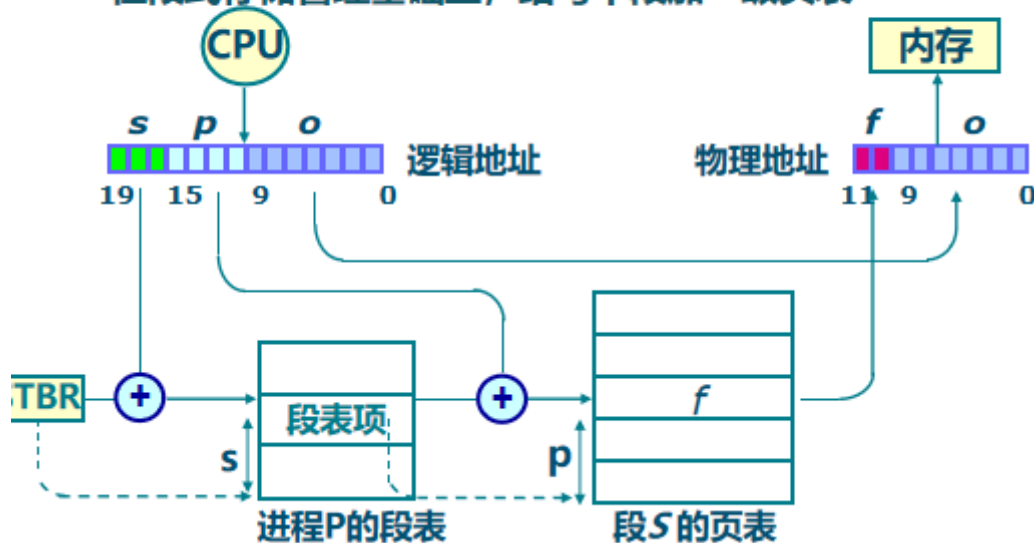 CPU
内存
s p o
f o
逻辑地址
物理地址
19 15 9 0
11 9 0
TBR
+
+
段表项
f
s
p
进程P的段表
段S的页表